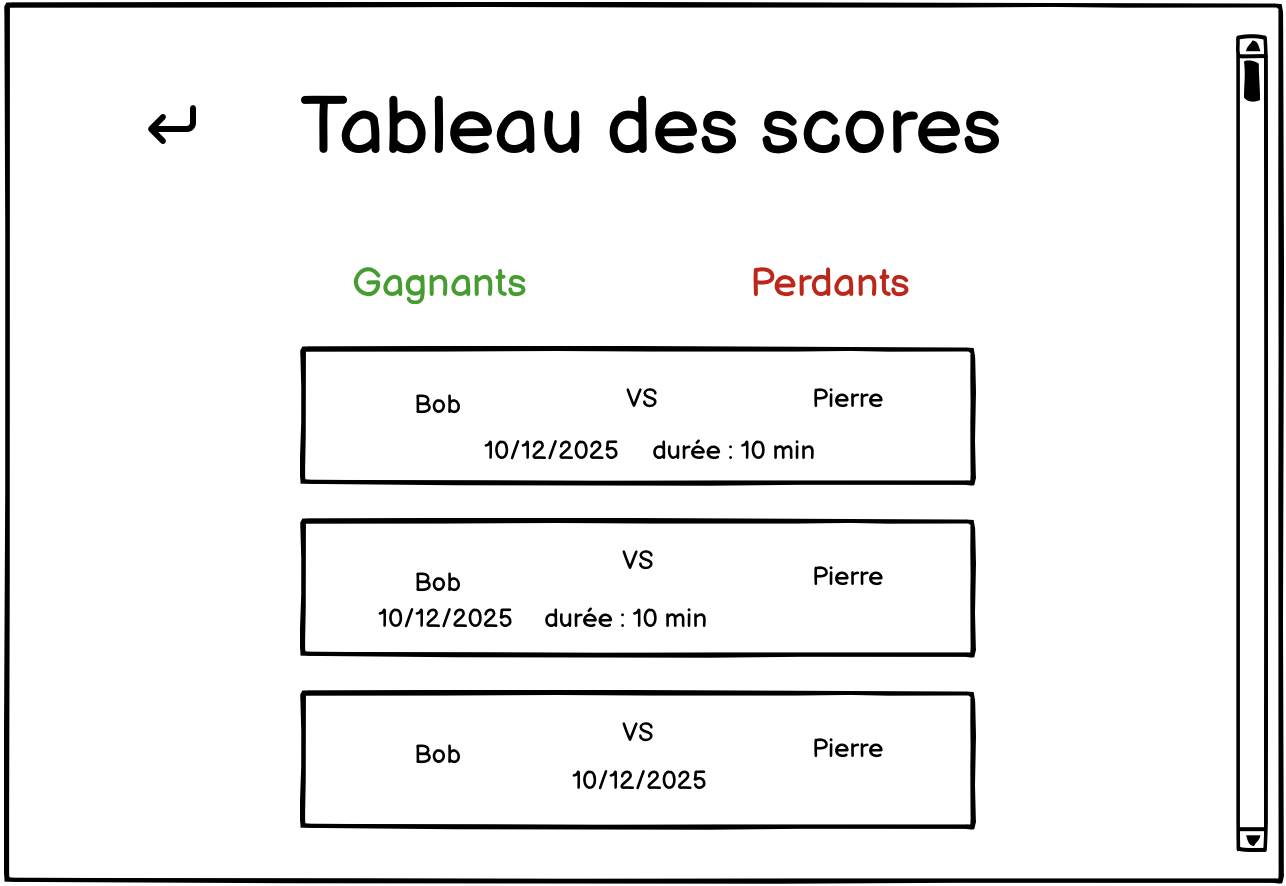 Tableau des scores
Gagnants Perdants
Bob VS Pierre
10/12/2025 durée : 10 min
Bob VS Pierre
10/12/2025 durée : 10 min
Bob VS Pierre
10/12/2025